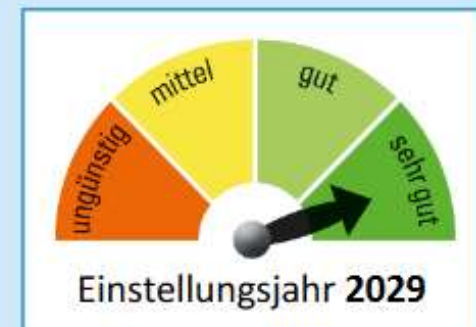 ungünstig
mittel
gut
sehr gut
Einstellungsjahr 2029